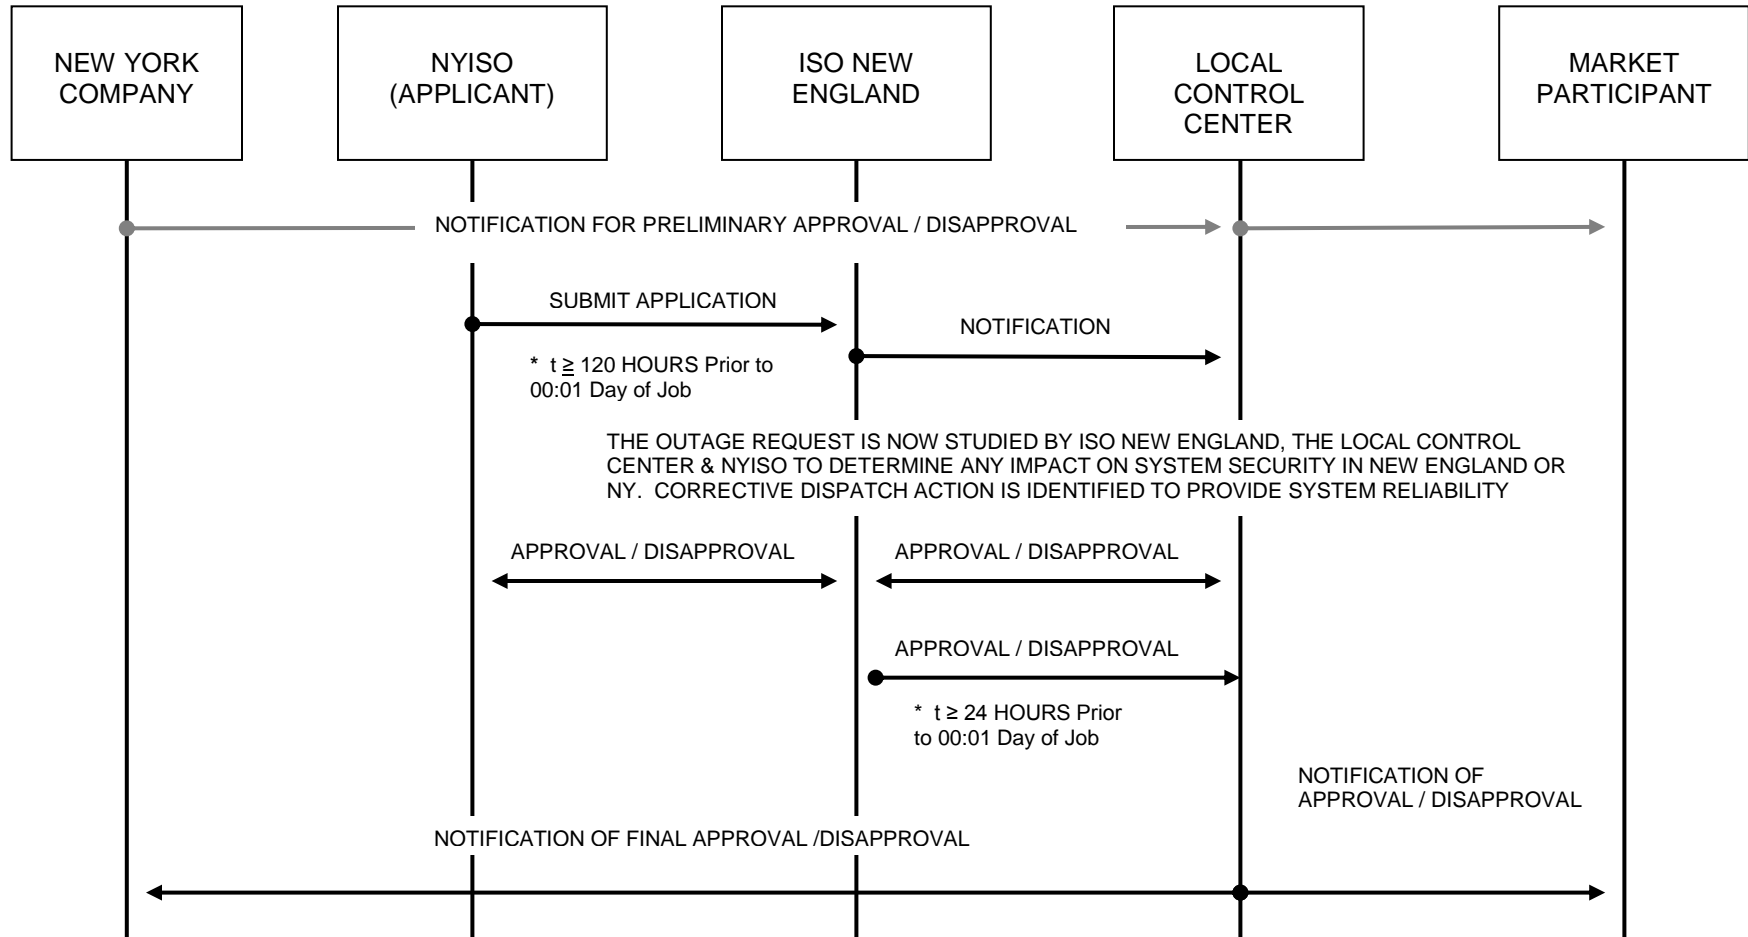 NEW YORK
COMPANY
NYISO
(APPLICANT)
ISO NEW
ENGLAND
LOCAL
CONTROL
CENTER
MARKET
PARTICIPANT
NOTIFICATION FOR PRELIMINARY APPROVAL / DISAPPROVAL
SUBMIT APPLICATION
NOTIFICATION
* t ≥ 120 HOURS Prior to
00:01 Day of Job
THE OUTAGE REQUEST IS NOW STUDIED BY ISO NEW ENGLAND, THE LOCAL CONTROL
CENTER & NYISO TO DETERMINE ANY IMPACT ON SYSTEM SECURITY IN NEW ENGLAND OR
NY. CORRECTIVE DISPATCH ACTION IS IDENTIFIED TO PROVIDE SYSTEM RELIABILITY
APPROVAL / DISAPPROVAL
APPROVAL / DISAPPROVAL
APPROVAL / DISAPPROVAL
* t ≥ 24 HOURS Prior
to 00:01 Day of Job
NOTIFICATION OF
APPROVAL / DISAPPROVAL
NOTIFICATION OF FINAL APPROVAL /DISAPPROVAL